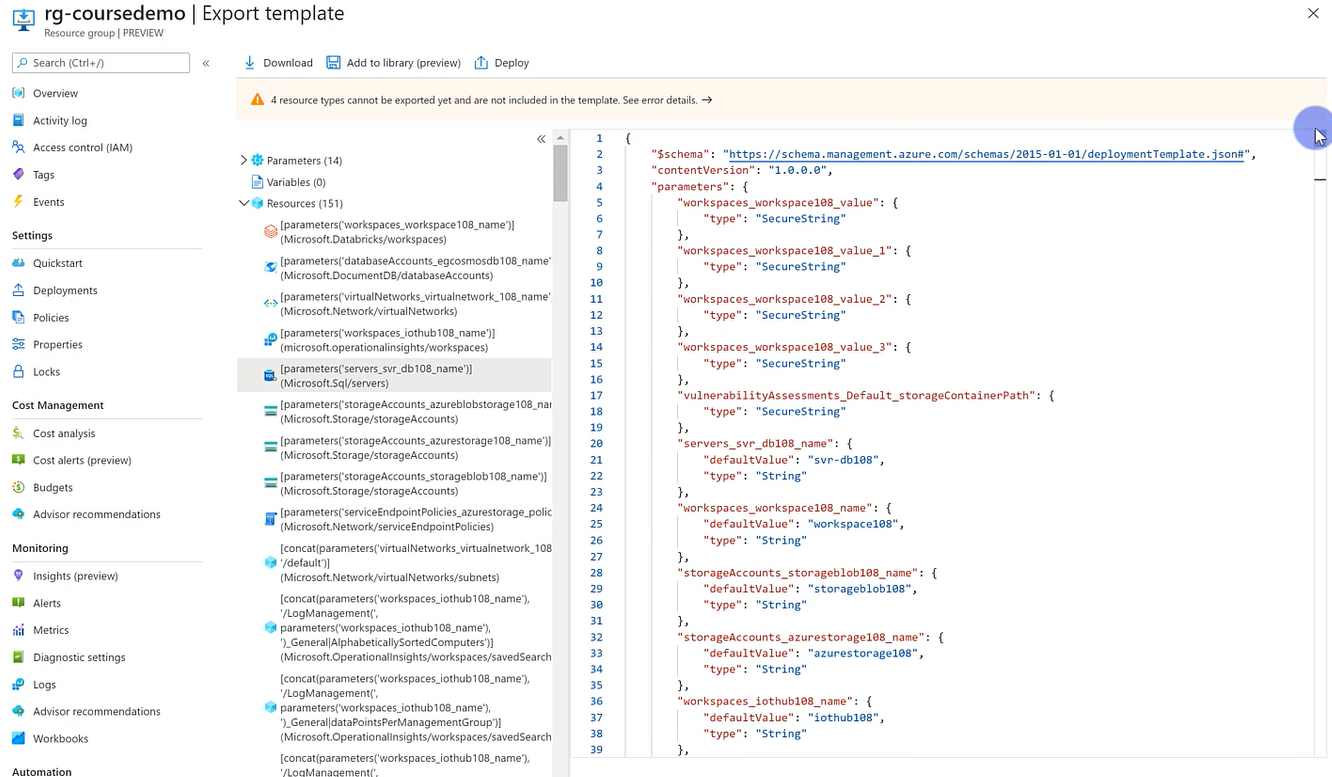 rg-coursedemo | Export template
Resource group | PREVIEW
Search (Ctrl+/)
«
Overview
Activity log
Access control (IAM)
Tags
Events
Settings
Quickstart
Deployments
Policies
Properties
Locks
Cost Management
Cost analysis
Cost alerts (preview)
Budgets
Advisor recommendations
Monitoring
Insights (preview)
Alerts
Metrics
Diagnostic settings
Logs
Advisor recommendations
Workbooks
Automation
Download
Add to library (preview)
Deploy
4 resource types cannot be exported yet and are not included in the template. See error details. →
«
Parameters (14)
Variables (0)
Resources (151)
[parameters('workspaces_workspace108_name')]
(Microsoft.Databricks/workspaces)
[parameters('databaseAccounts_egcosmosdb108_name'
(Microsoft.DocumentDB/databaseAccounts)
[parameters('virtualNetworks_virtualnetwork_108_name'
(Microsoft.Network/virtualNetworks)
[parameters('workspaces_iothub108_name')]
(microsoft.operationalinsights/workspaces)
[parameters('servers_svr_db108_name')]
(Microsoft.Sql/servers)
[parameters('storageAccounts_azureblobstorage108_nar
(Microsoft.Storage/storageAccounts)
[parameters('storageAccounts_azurestorage108_name')]
(Microsoft.Storage/storageAccounts)
[parameters('storageAccounts_storageblob108_name')]
(Microsoft.Storage/storageAccounts)
[parameters('serviceEndpointPolicies_azurestorage_polic
(Microsoft.Network/serviceEndpointPolicies)
[concat(parameters('virtualNetworks_virtualnetwork_108
'/default')]
(Microsoft.Network/virtualNetworks/subnets)
[concat(parameters('workspaces_iothub108_name'),
'/LogManagement(',
parameters('workspaces_iothub108_name'),
')_General|AlphabeticallySortedComputers')]
(Microsoft.OperationalInsights/workspaces/savedSearch
[concat(parameters('workspaces_iothub108_name'),
'/LogManagement(',
parameters('workspaces_iothub108_name'),
')_General|dataPointsPerManagementGroup')]
(Microsoft.OperationalInsights/workspaces/savedSearch
[concat(parameters('workspaces_iothub108_name'),
'/LogManagement(',
1 {
2 "$schema": "https://schema.management.azure.com/schemas/2015-01-01/deploymentTemplate.json#",
3 "contentVersion": "1.0.0.0",
4 "parameters": {
5 "workspaces_workspace108_value": {
6 "type": "SecureString"
7 },
8 "workspaces_workspace108_value_1": {
9 "type": "SecureString"
10 },
11 "workspaces_workspace108_value_2": {
12 "type": "SecureString"
13 },
14 "workspaces_workspace108_value_3": {
15 "type": "SecureString"
16 },
17 "vulnerabilityAssessments_Default_storageContainerPath": {
18 "type": "SecureString"
19 },
20 "servers_svr_db108_name": {
21 "defaultValue": "svr-db108",
22 "type": "String"
23 },
24 "workspaces_workspace108_name": {
25 "defaultValue": "workspace108",
26 "type": "String"
27 },
28 "storageAccounts_storageblob108_name": {
29 "defaultValue": "storageblob108",
30 "type": "String"
31 },
32 "storageAccounts_azurestorage108_name": {
33 "defaultValue": "azurestorage108",
34 "type": "String"
35 },
36 "workspaces_iothub108_name": {
37 "defaultValue": "iothub108",
38 "type": "String"
39 },